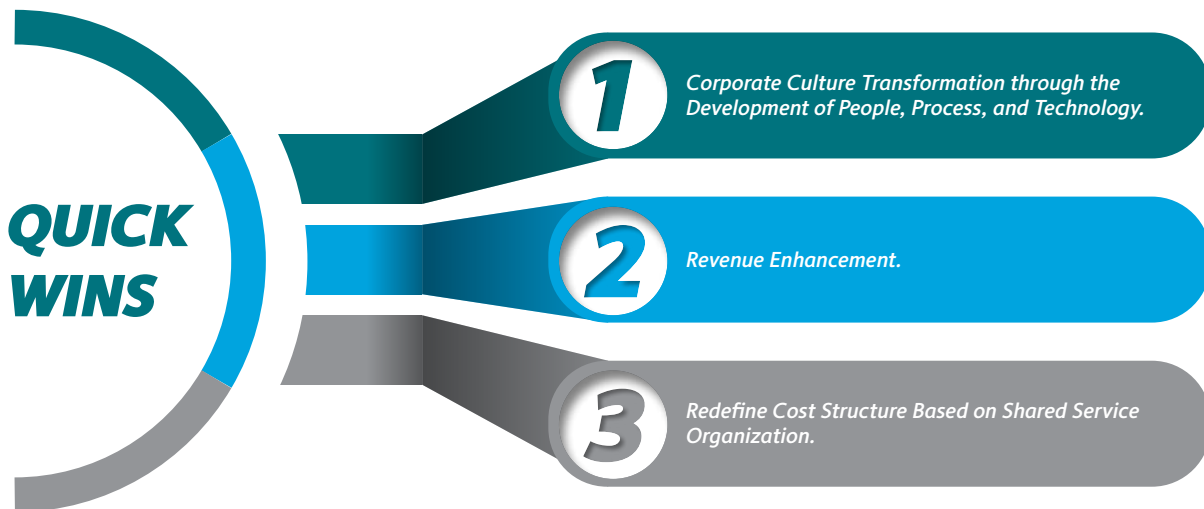 QUICK
WINS
1
Corporate Culture Transformation through the
Development of People, Process, and Technology.
2
Revenue Enhancement.
3
Redefine Cost Structure Based on Shared Service
Organization.